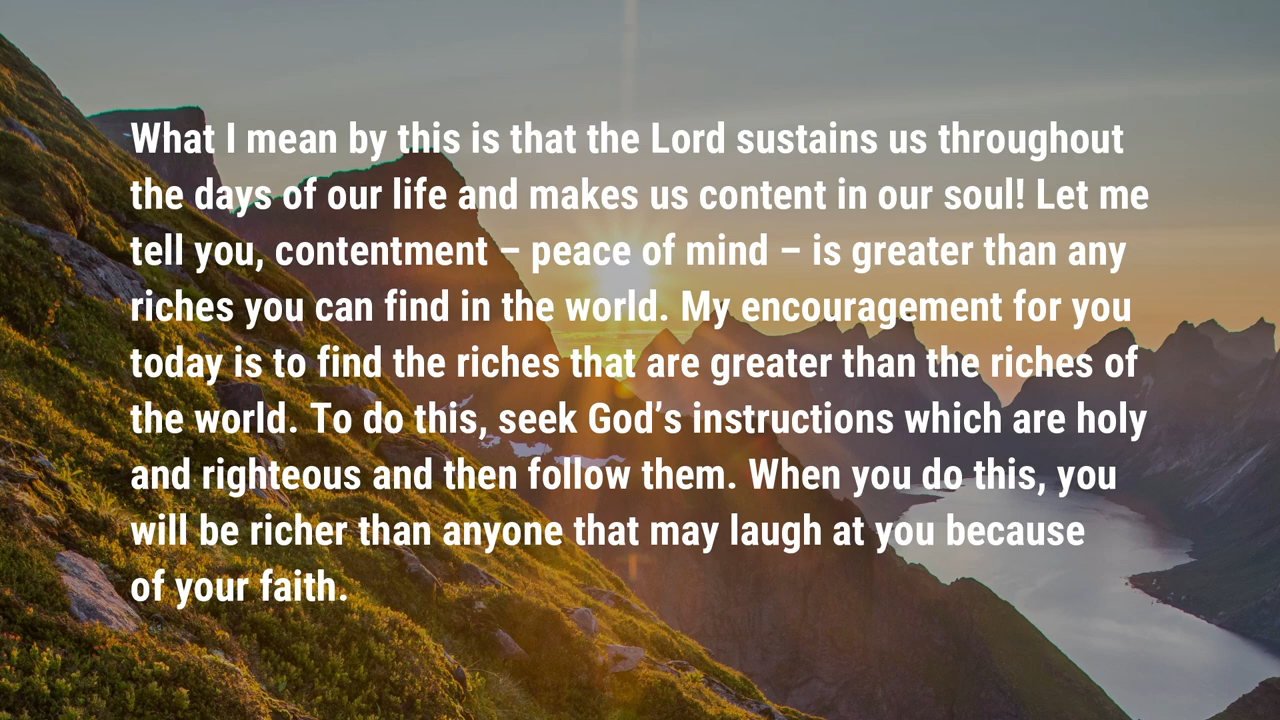 What I mean by this is that the Lord sustains us throughout
the days of our life and makes us content in our soul! Let me
tell you, contentment – peace of mind – is greater than any
riches you can find in the world. My encouragement for you
today is to find the riches that are greater than the riches of
the world. To do this, seek God’s instructions which are holy
and righteous and then follow them. When you do this, you
will be richer than anyone that may laugh at you because
of your faith.